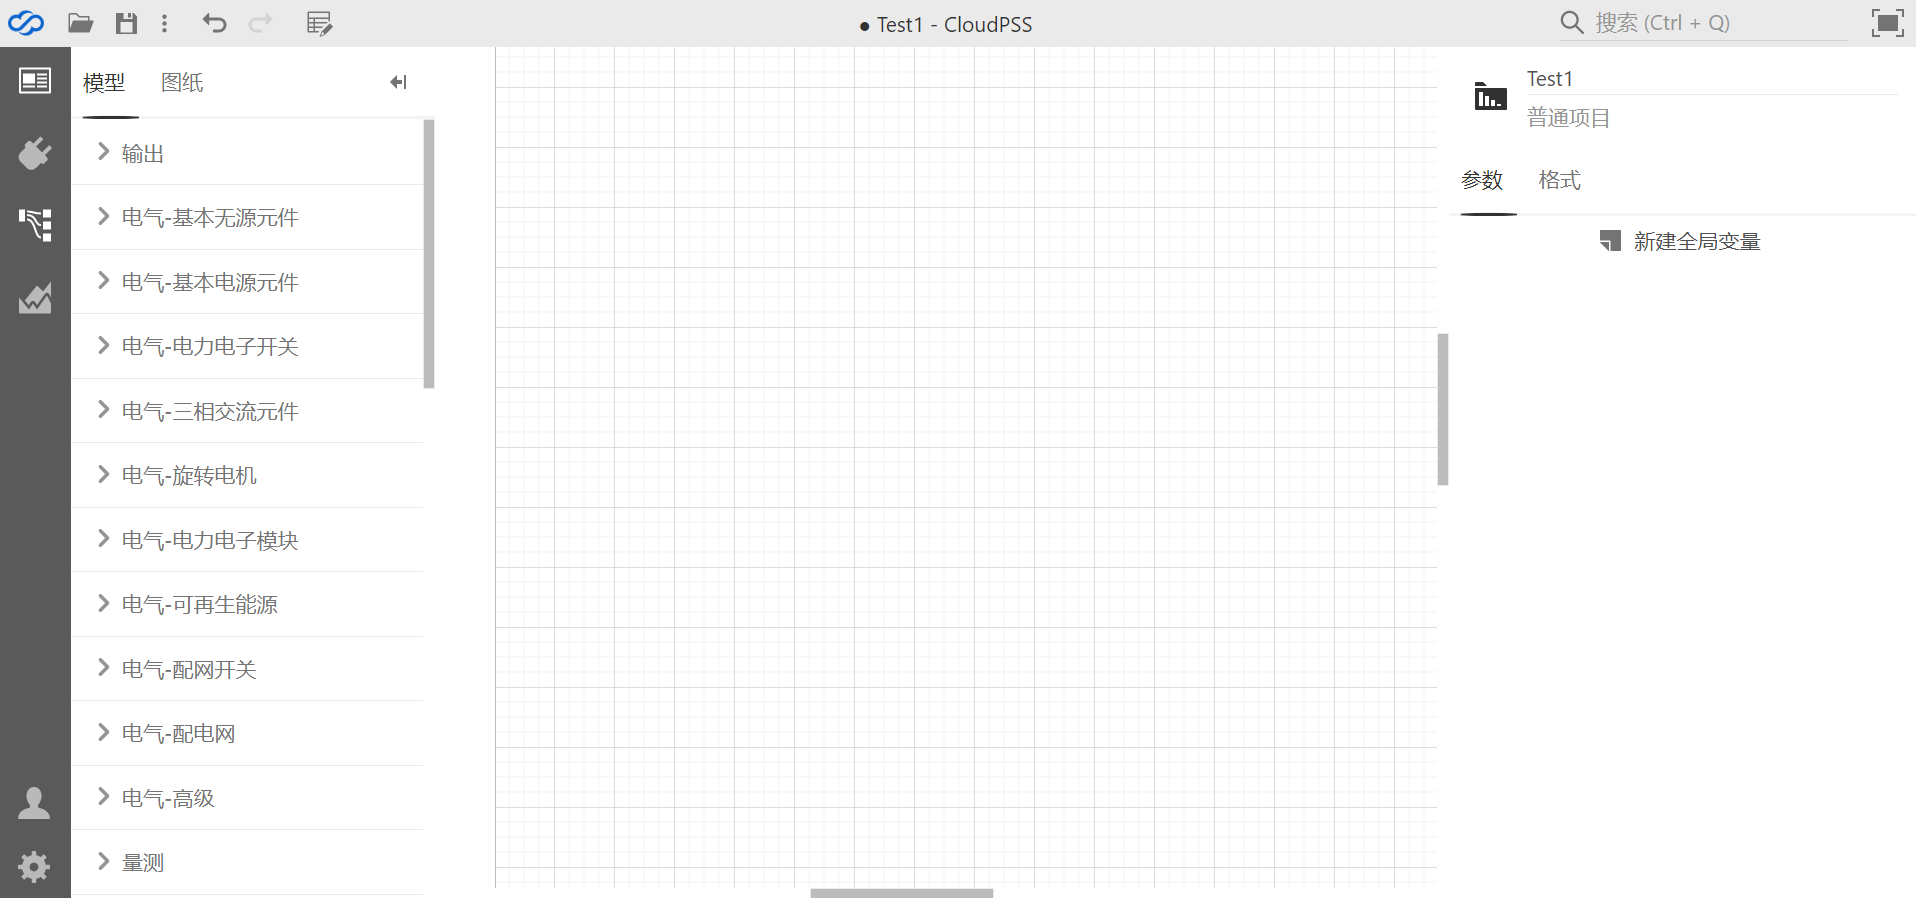 ● Test1 - CloudPSS
搜索 (Ctrl + Q)
模型
图纸
输出
电气-基本无源元件
电气-基本电源元件
电气-电力电子开关
电气-三相交流元件
电气-旋转电机
电气-电力电子模块
电气-可再生能源
电气-配网开关
电气-配电网
电气-高级
量测
Test1
普通项目
参数
格式
新建全局变量